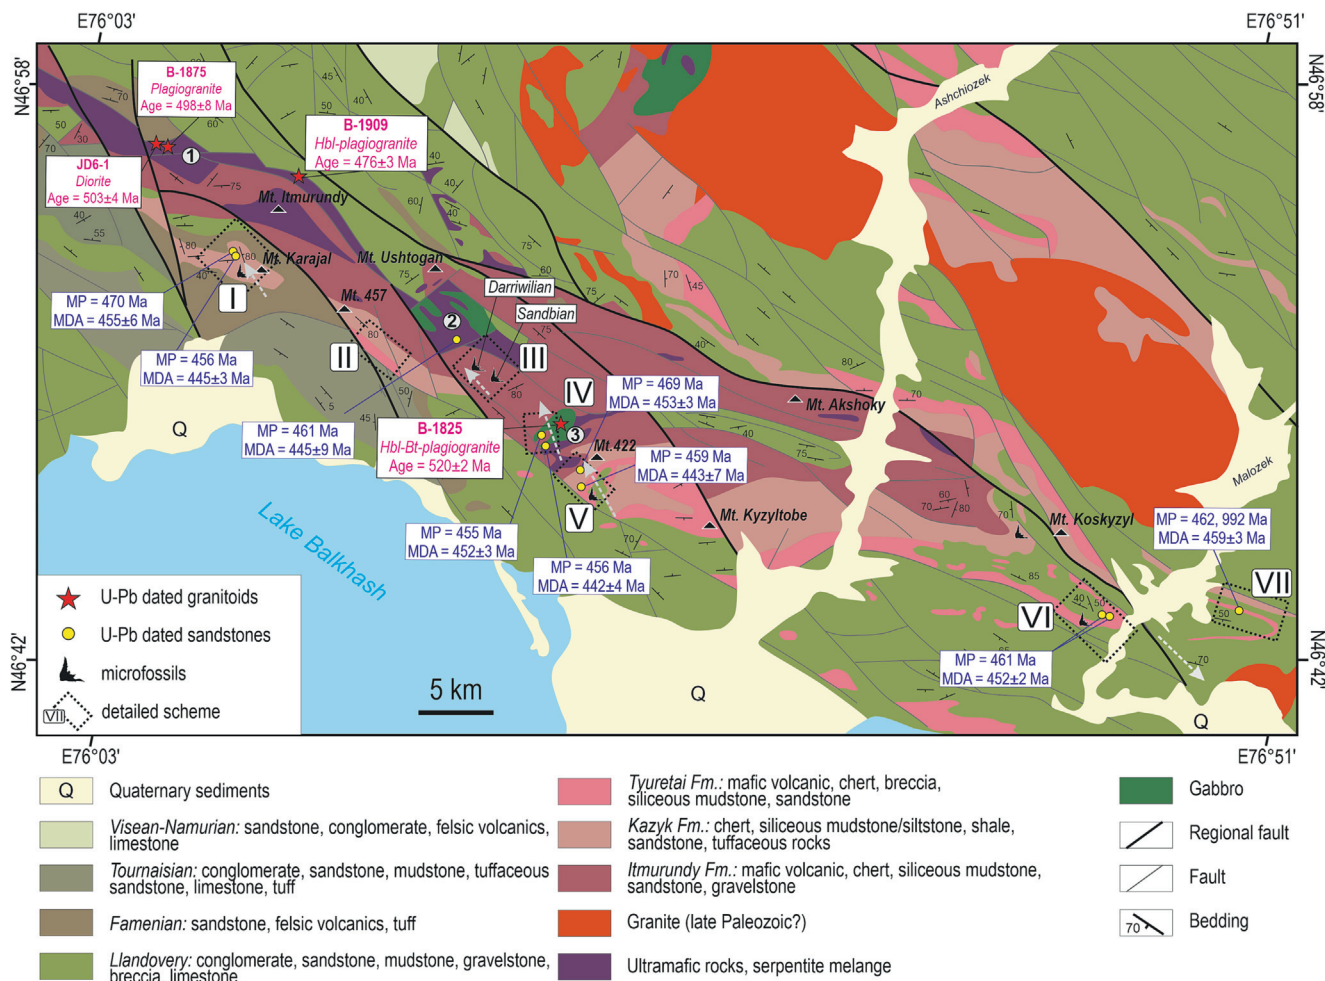 E76°03'
E76°51'
N46°58'
N46°58'
B-1875
Plagiogranite
Age = 498±8 Ma
B-1909
Hbl-plagiogranite
Age = 476±3 Ma
JD6-1
Diorite
Age = 503±4 Ma
Ashchiozek
1
Mt. Itmurundy
Mt. Karajal
Mt. Ushtogan
Darriwilian
Sandbian
MP = 470 Ma
MDA = 455±6 Ma
I
Mt. 457
2
MP = 456 Ma
MDA = 445±3 Ma
II
III
IV
MP = 469 Ma
MDA = 453±3 Ma
Mt. Akshoky
Q
MP = 461 Ma
MDA = 445±9 Ma
B-1825
Hbl-Bt-plagiogranite
Age = 520±2 Ma
3
Mt.422
MP = 459 Ma
MDA = 443±7 Ma
Malozek
Lake Balkhash
V
Mt. Kyzyltobe
Mt. Koskyzyl
MP = 462, 992 Ma
MDA = 459±3 Ma
MP = 455 Ma
MDA = 452±3 Ma
MP = 456 Ma
MDA = 442±4 Ma
VI
VII
MP = 461 Ma
MDA = 452±2 Ma
U-Pb dated granitoids
U-Pb dated sandstones
microfossils
VII
detailed scheme
N46°42'
N46°42'
5 km
Q
Q
E76°03'
E76°51'
Q
Quaternary sediments
Visean-Namurian: sandstone, conglomerate, felsic volcanics,
limestone
Tournaisian: conglomerate, sandstone, mudstone, tuffaceous
sandstone, limestone, tuff
Famenian: sandstone, felsic volcanics, tuff
Llandovery: conglomerate, sandstone, mudstone, gravelstone,
breccia, limestone
Tyuretai Fm.: mafic volcanic, chert, breccia,
siliceous mudstone, sandstone
Kazyk Fm.: chert, siliceous mudstone/siltstone, shale,
sandstone, tuffaceous rocks
Itmurundy Fm.: mafic volcanic, chert, siliceous mudstone,
sandstone, gravelstone
Granite (late Paleozoic?)
Ultramafic rocks, serpentite melange
Gabbro
Regional fault
Fault
70
Bedding